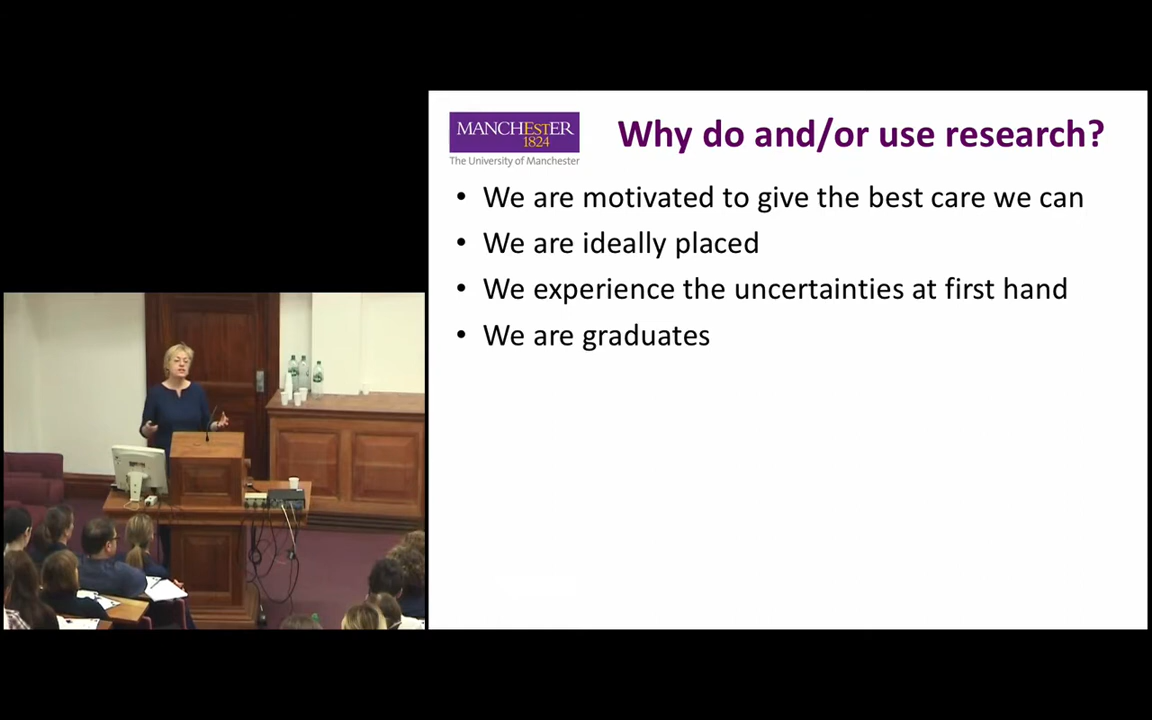 MANCHESTER
1824
The University of Manchester
Why do and/or use research?
• We are motivated to give the best care we can
• We are ideally placed
• We experience the uncertainties at first hand
• We are graduates